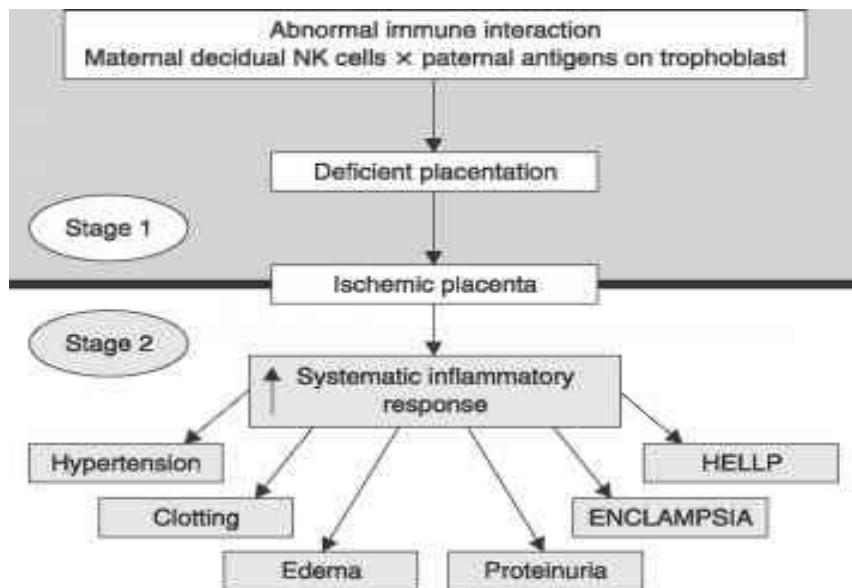 Abnormal immune interaction
Maternal decidual NK cells × paternal antigens on trophoblast
Deficient placentation
Stage 1
Ischemic placenta
Stage 2
Systematic inflammatory
response
Hypertension
HELLP
Clotting
ENCLAMPSIA
Edema
Proteinuria